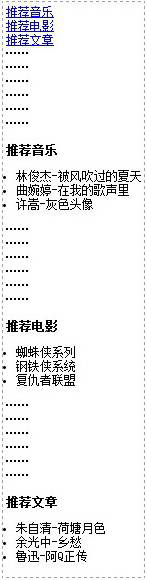 推荐音乐
推荐电影
推荐文章
……
……
……
……
……
……
推荐音乐
• 林俊杰-被风吹过的夏天
• 曲婉婷-在我的歌声里
• 许嵩-灰色头像
……
……
……
……
……
……
推荐电影
• 蜘蛛侠系列
• 钢铁侠系统
• 复仇者联盟
……
……
……
……
……
……
推荐文章
• 朱自清-荷塘月色
• 余光中-乡愁
• 鲁迅-阿Q正传